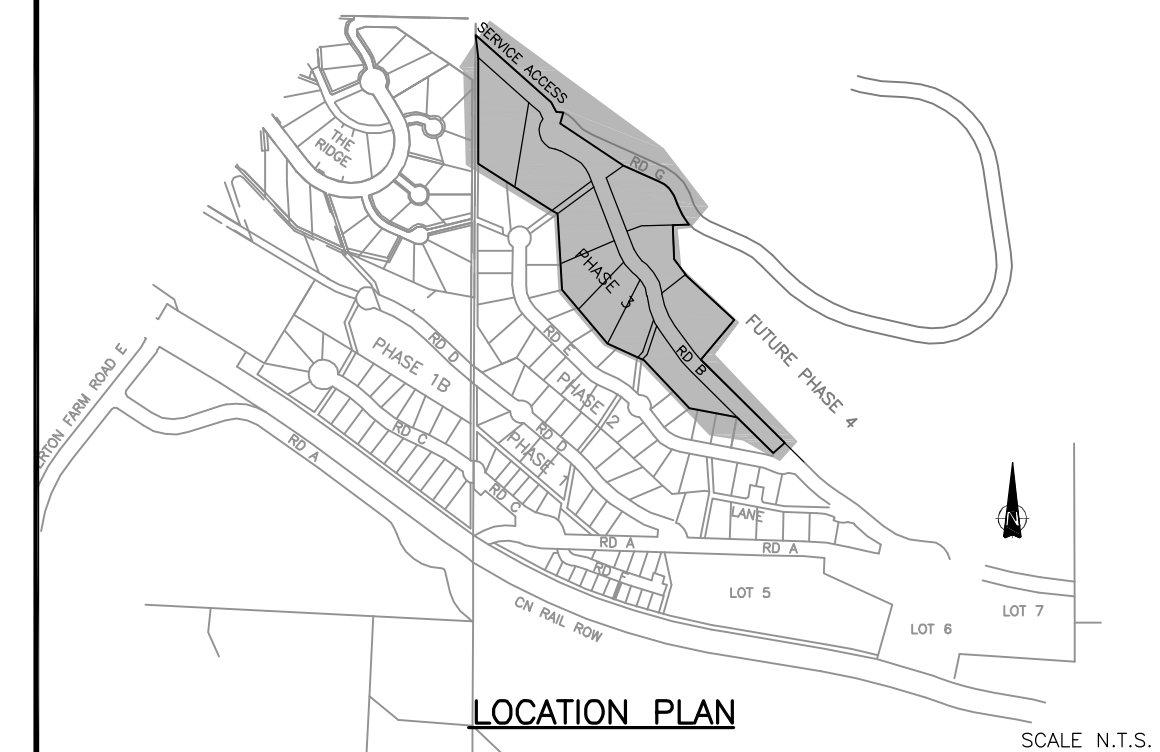 SERVICE ACCESS
THE
RIDGE
RD G
PHASE 3
RD B
FUTURE PHASE 4
RD E
RD D
PHASE 1B
PHASE 2
ERTON FARM ROAD E
RD C
RD D
PHASE 1
RD A
RD C
LANE
RD A
RD A
RD F
N
LOT 5
LOT 6
LOT 7
CN RAIL ROW
LOCATION PLAN
SCALE N.T.S.